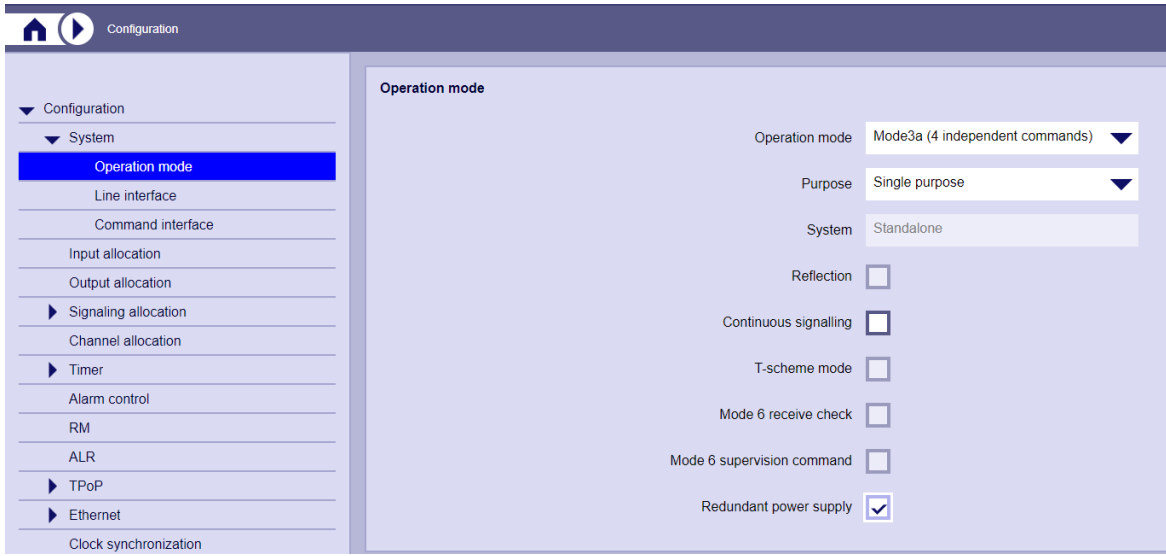 Configuration
Configuration
System
Operation mode
Line interface
Command interface
Input allocation
Output allocation
Signaling allocation
Channel allocation
Timer
Alarm control
RM
ALR
TPoP
Ethernet
Clock synchronization
Operation mode
Operation mode Mode3a (4 independent commands)
Purpose Single purpose
System Standalone
Reflection
Continuous signalling
T-scheme mode
Mode 6 receive check
Mode 6 supervision command
Redundant power supply